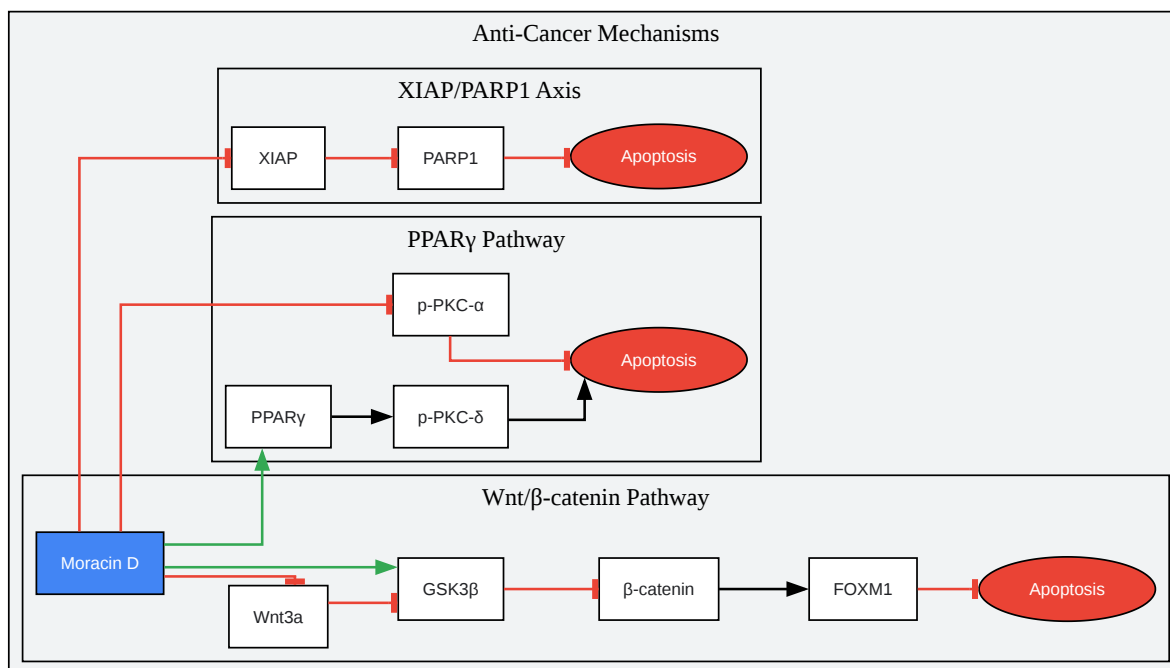 Anti-Cancer Mechanisms
XIAP/PARP1 Axis
XIAP
PARP1
Apoptosis
PPARγ Pathway
p-PKC-α
Apoptosis
PPARγ
p-PKC-δ
Wnt/β-catenin Pathway
Moracin D
Wnt3a
GSK3β
β-catenin
FOXM1
Apoptosis